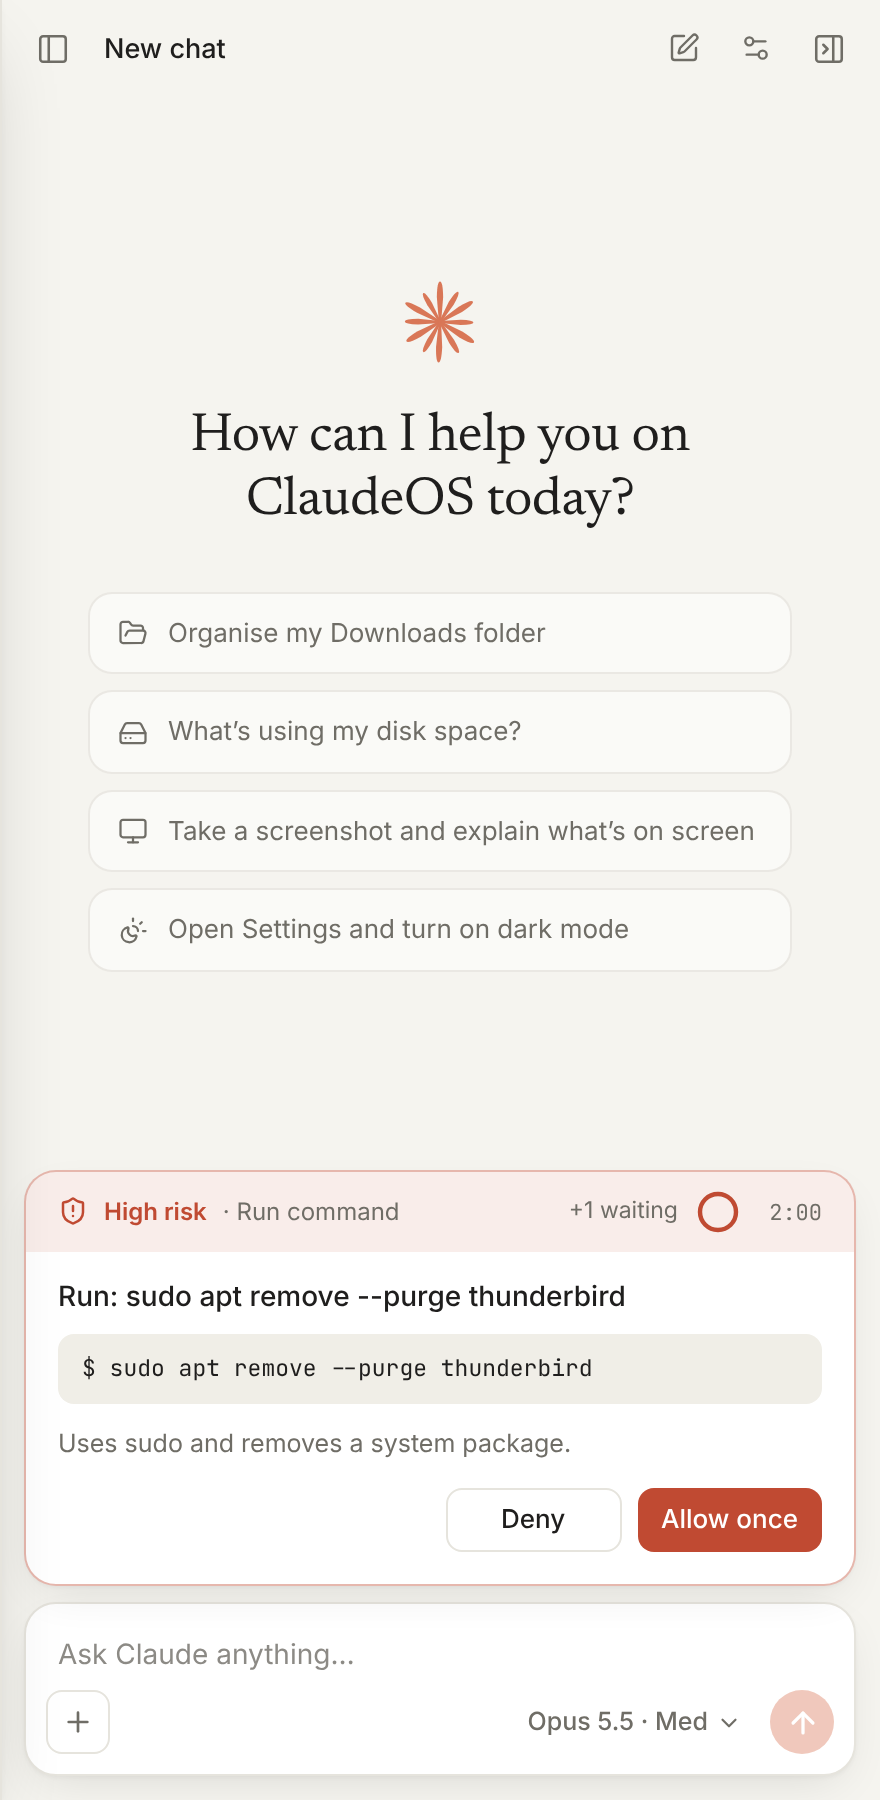 New chat
How can I help you on
ClaudeOS today?
Organise my Downloads folder
What’s using my disk space?
Take a screenshot and explain what’s on screen
Open Settings and turn on dark mode
High risk · Run command +1 waiting 2:00
Run: sudo apt remove --purge thunderbird
$ sudo apt remove --purge thunderbird
Uses sudo and removes a system package.
Deny Allow once
Ask Claude anything...
Opus 5.5 · Med